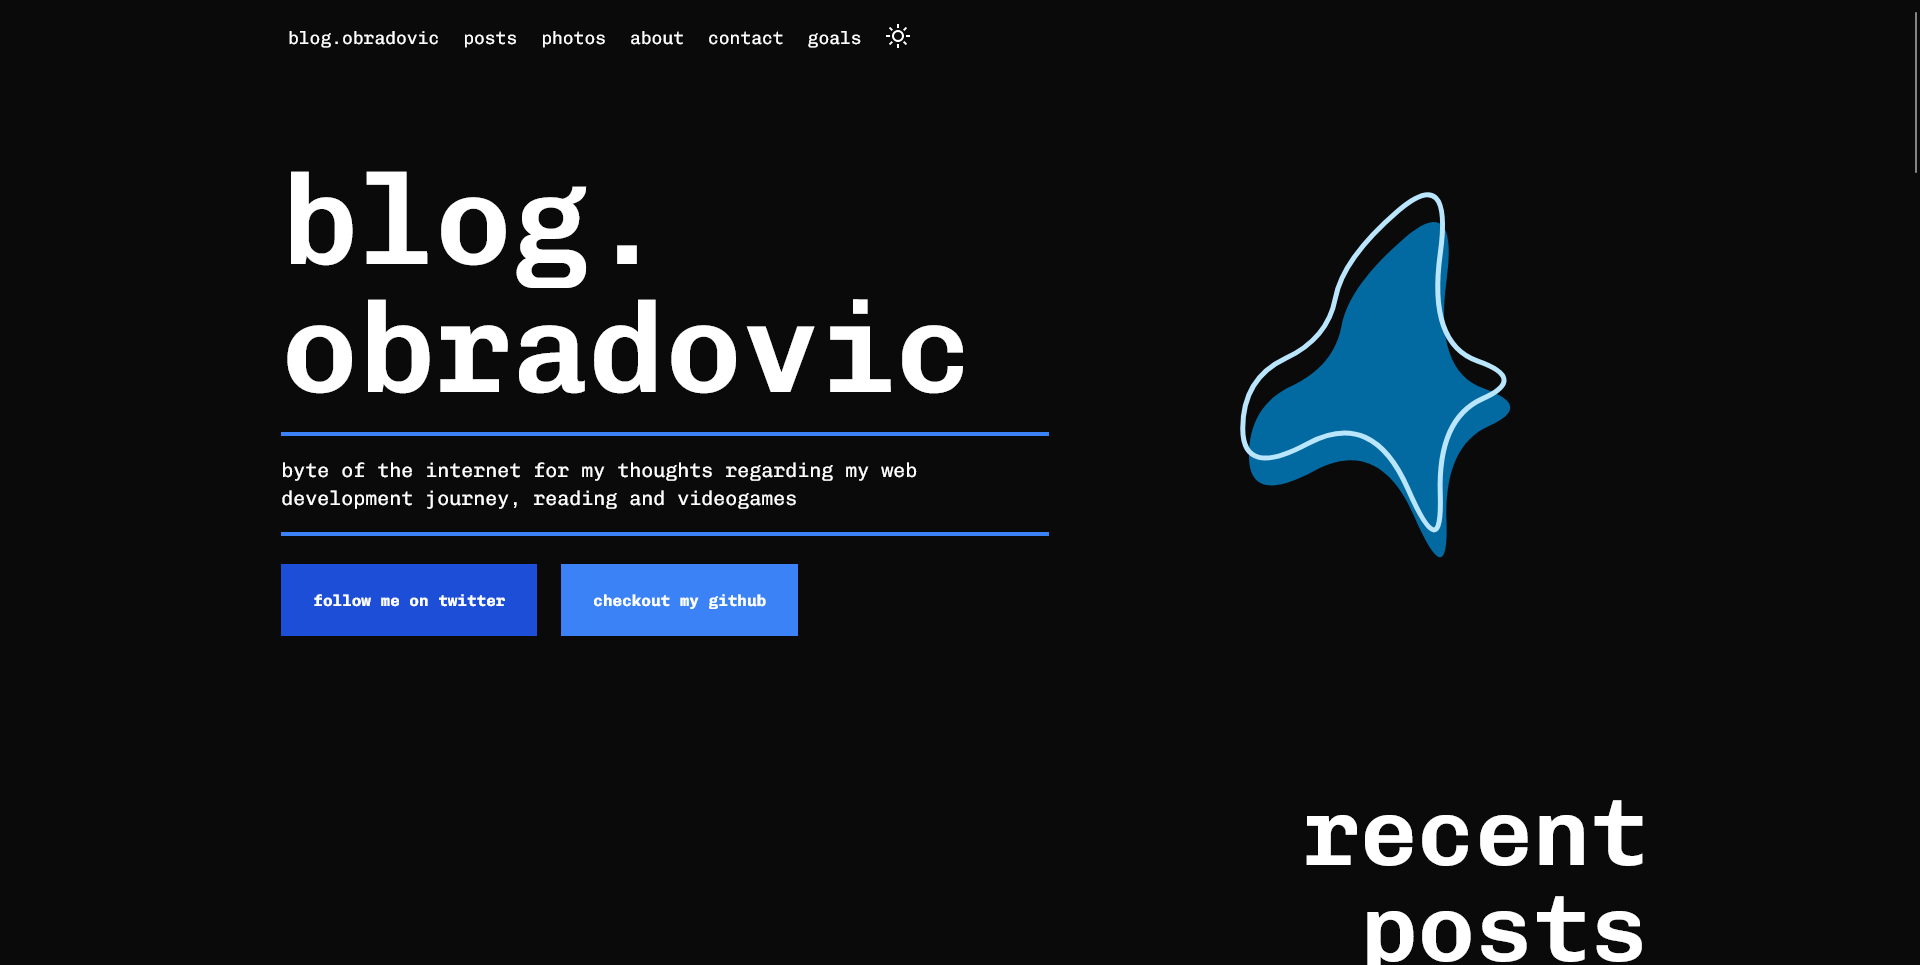 blog.obradovic posts photos about contact goals
blog.
obradovic
byte of the internet for my thoughts regarding my web
development journey, reading and videogames
follow me on twitter checkout my github
recent
posts